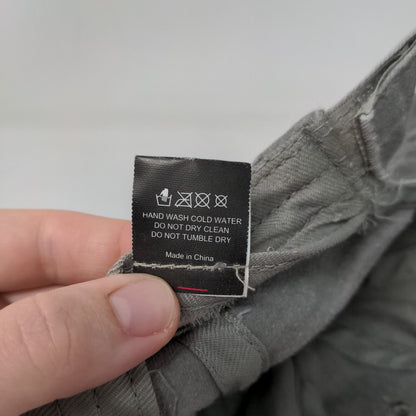 HAND WASH COLD WATER
DO NOT DRY CLEAN
DO NOT TUMBLE DRY
Made in China